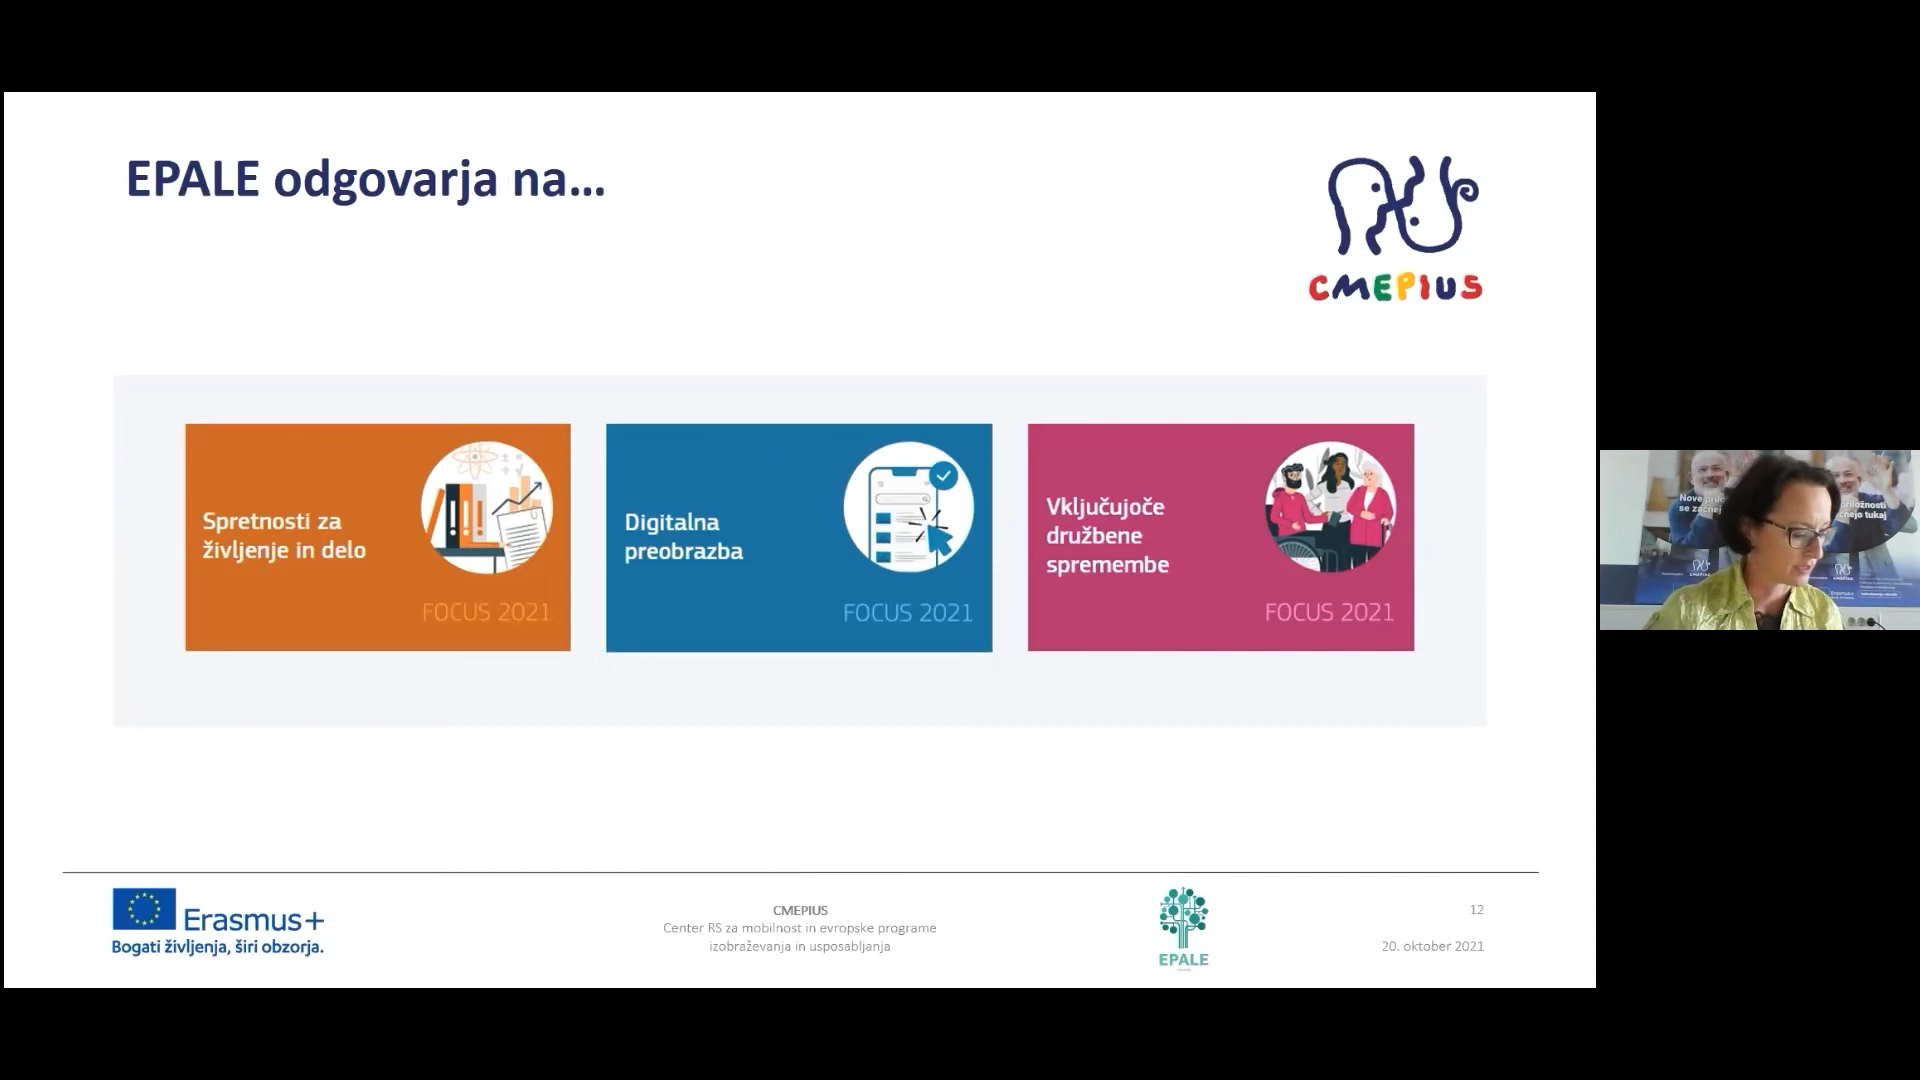 EPALE odgovarja na...
CMEPIUS
Spretnosti za
življenje in delo
FOCUS 2021
Digitalna
preobrazba
FOCUS 2021
Vključujoče
družbene
spremembe
FOCUS 2021
Erasmus+
Bogati življenja, širi obzorja.
CMEPIUS
Center RS za mobilnost in evropske programe
izobraževanja in usposabljanja
EPALE
12
20. oktober 2021
se začnej